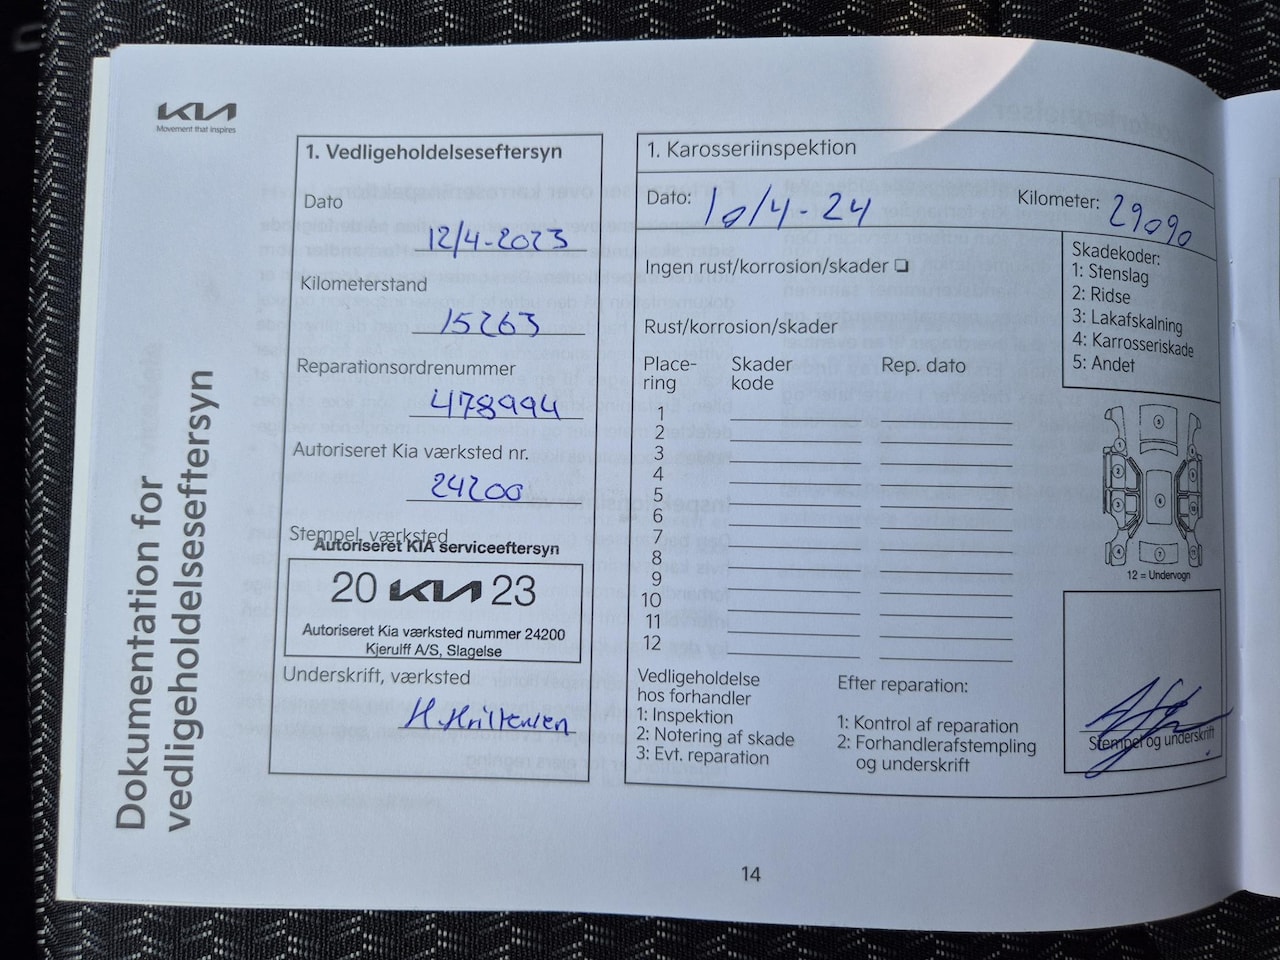 KIA
Movement that inspires
Dokumentation for
vedligeholdelseseftersyn
1. Vedligeholdelseseftersyn
Dato
12/4-2023
Kilometerstand
15263
Reparationsordrenummer
478994
Autoriseret Kia værksted nr.
24200
Stempel, værksted
Autoriseret KIA serviceeftersyn
20 KIA 23
Autoriseret Kia værksted nummer 24200
Kjerulff A/S, Slagelse
Underskrift, værksted
1. Karosseriinspektion
Dato: 10/4-24 Kilometer: 29090
Ingen rust/korrosion/skader ❏
Rust/korrosion/skader
Place-
ring
Skader
kode
Rep. dato
1
2
3
4
5
6
7
8
9
10
11
12
Skadekoder:
1: Stenslag
2: Ridse
3: Lakafskalning
4: Karrosseriskade
5: Andet
12 = Undervogn
Vedligeholdelse
hos forhandler
1: Inspektion
2: Notering af skade
3: Evt. reparation
Efter reparation:
1: Kontrol af reparation
2: Forhandlerafstempling
og underskrift
Stempel og underskrift
14